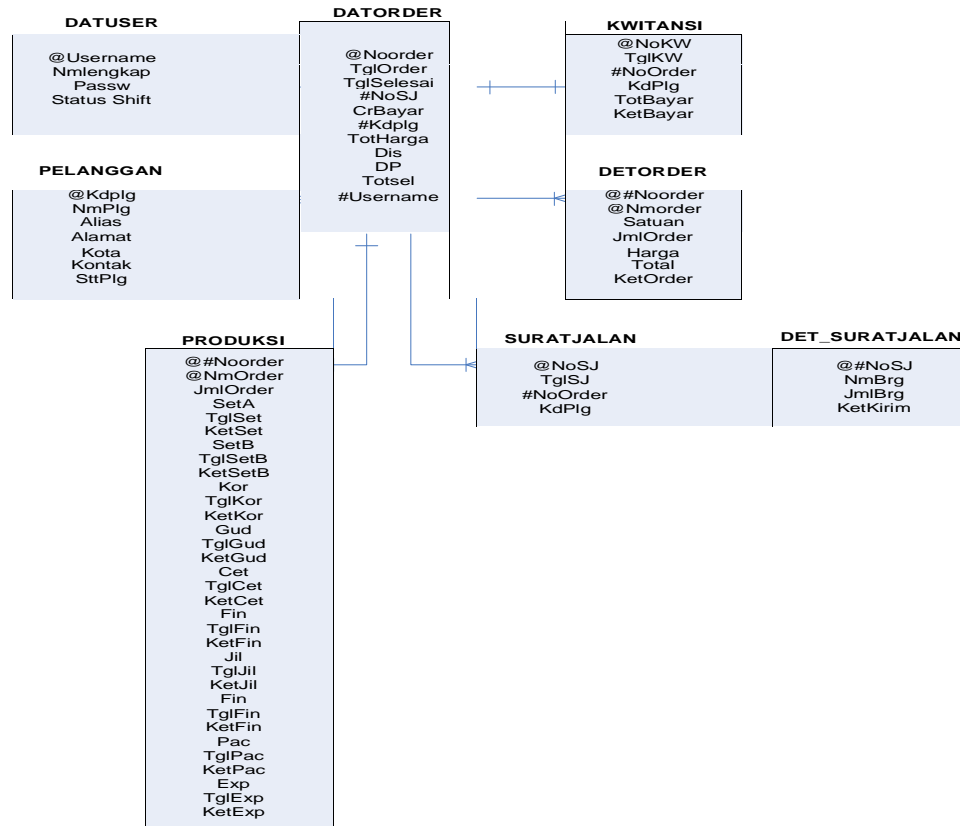 DATUSER
@Username
Nmlengkap
Passw
Status Shift
DATORDER
@Noorder
TglOrder
TglSelesai
#NoSJ
CrBayar
#Kdplg
TotHarga
Dis
DP
Totsel
#Username
KWITANSI
@NoKW
TglKW
#NoOrder
KdPlg
TotBayar
KetBayar
PELANGGAN
@Kdplg
NmPlg
Alias
Alamat
Kota
Kontak
SttPlg
DETORDER
@#Noorder
@Nmorder
Satuan
JmlOrder
Harga
Total
KetOrder
PRODUKSI
@#Noorder
@NmOrder
JmlOrder
SetA
TglSet
KetSet
SetB
TglSetB
KetSetB
Kor
TglKor
KetKor
Gud
TglGud
KetGud
Cet
TglCet
KetCet
Fin
TglFin
KetFin
Jil
TglJil
KetJil
Fin
TglFin
KetFin
Pac
TglPac
KetPac
Exp
TglExp
KetExp
SURATJALAN
@NoSJ
TglSJ
#NoOrder
KdPlg
DET_SURATJALAN
@#NoSJ
NmBrg
JmlBrg
KetKirim